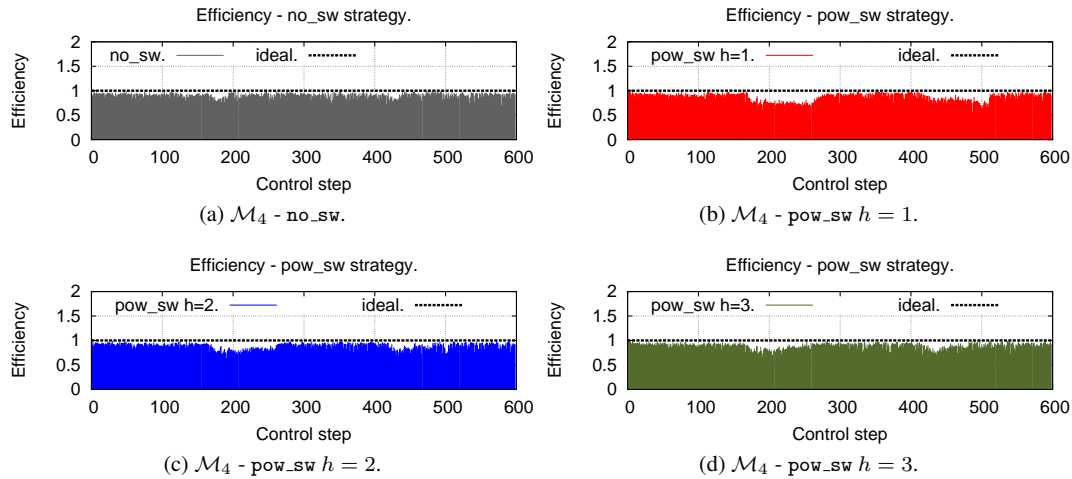 Efficiency - no_sw strategy.
2
1.5
1
0.5
0
Efficiency
no_sw.
ideal.
0 100 200 300 400 500 600
Control step
(a) M₄ - no_sw.
Efficiency - pow_sw strategy.
2
1.5
1
0.5
0
Efficiency
pow_sw h=1.
ideal.
0 100 200 300 400 500 600
Control step
(b) M₄ - pow_sw h = 1.
Efficiency - pow_sw strategy.
2
1.5
1
0.5
0
Efficiency
pow_sw h=2.
ideal.
0 100 200 300 400 500 600
Control step
(c) M₄ - pow_sw h = 2.
Efficiency - pow_sw strategy.
2
1.5
1
0.5
0
Efficiency
pow_sw h=3.
ideal.
0 100 200 300 400 500 600
Control step
(d) M₄ - pow_sw h = 3.